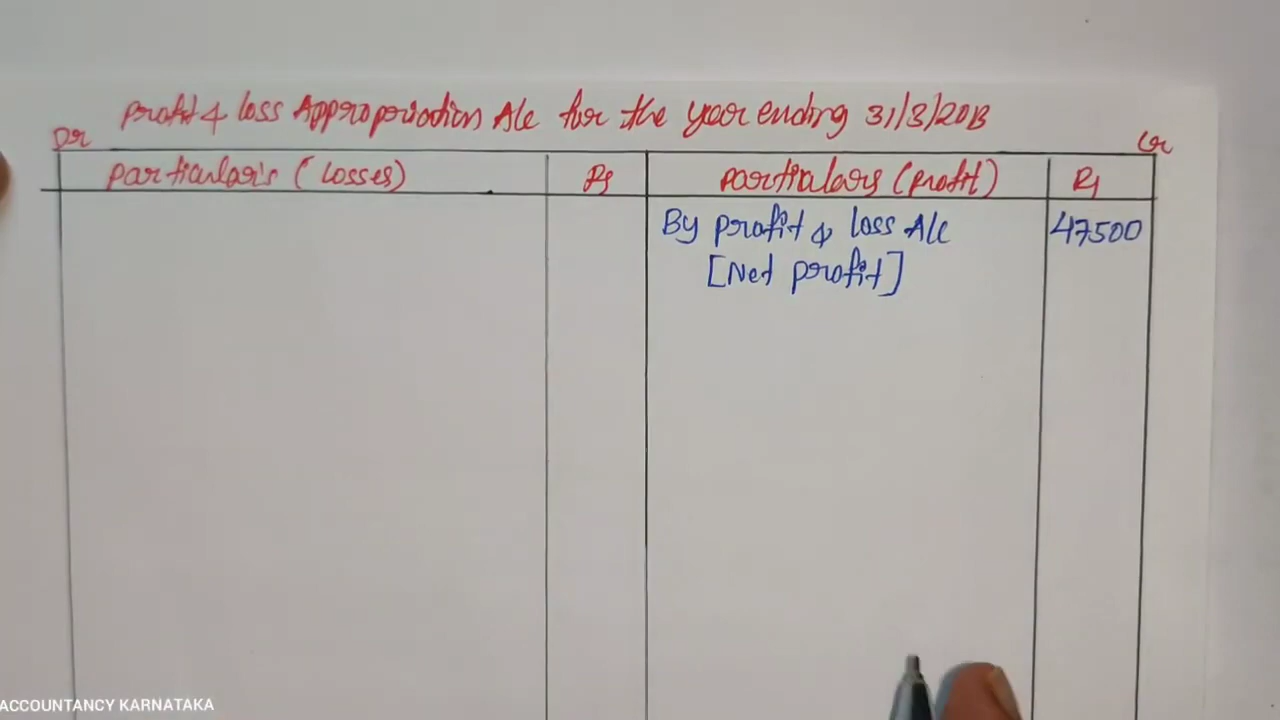 Profit & loss Appropriation A/c for the year ending 31/3/2013
Dr
Cr
Particular's (Losses)
Rs
Particulars (profit)
Rs
By profit & loss A/c
47500
[Net profit]
ACCOUNTANCY KARNATAKA